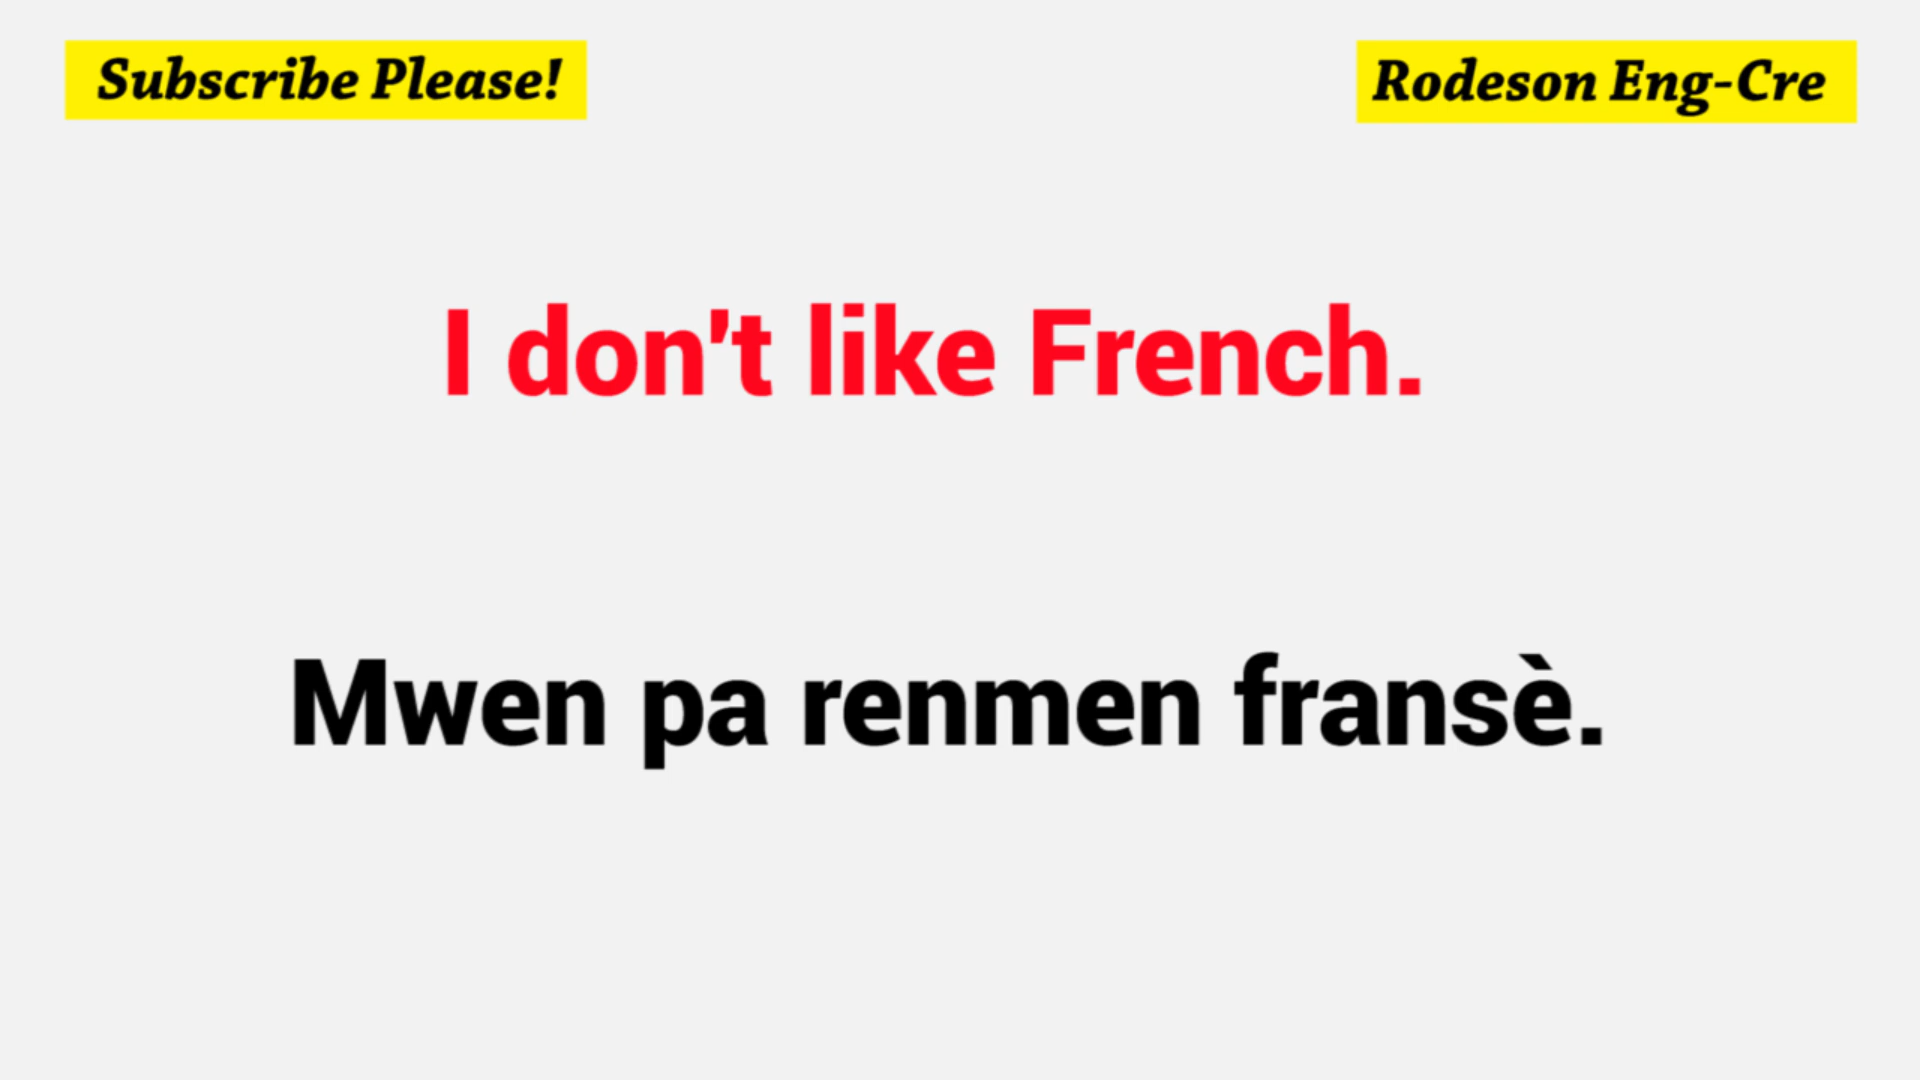 Subscribe Please!
Rodeson Eng-Cre
I don't like French.
Mwen pa renmen fransè.